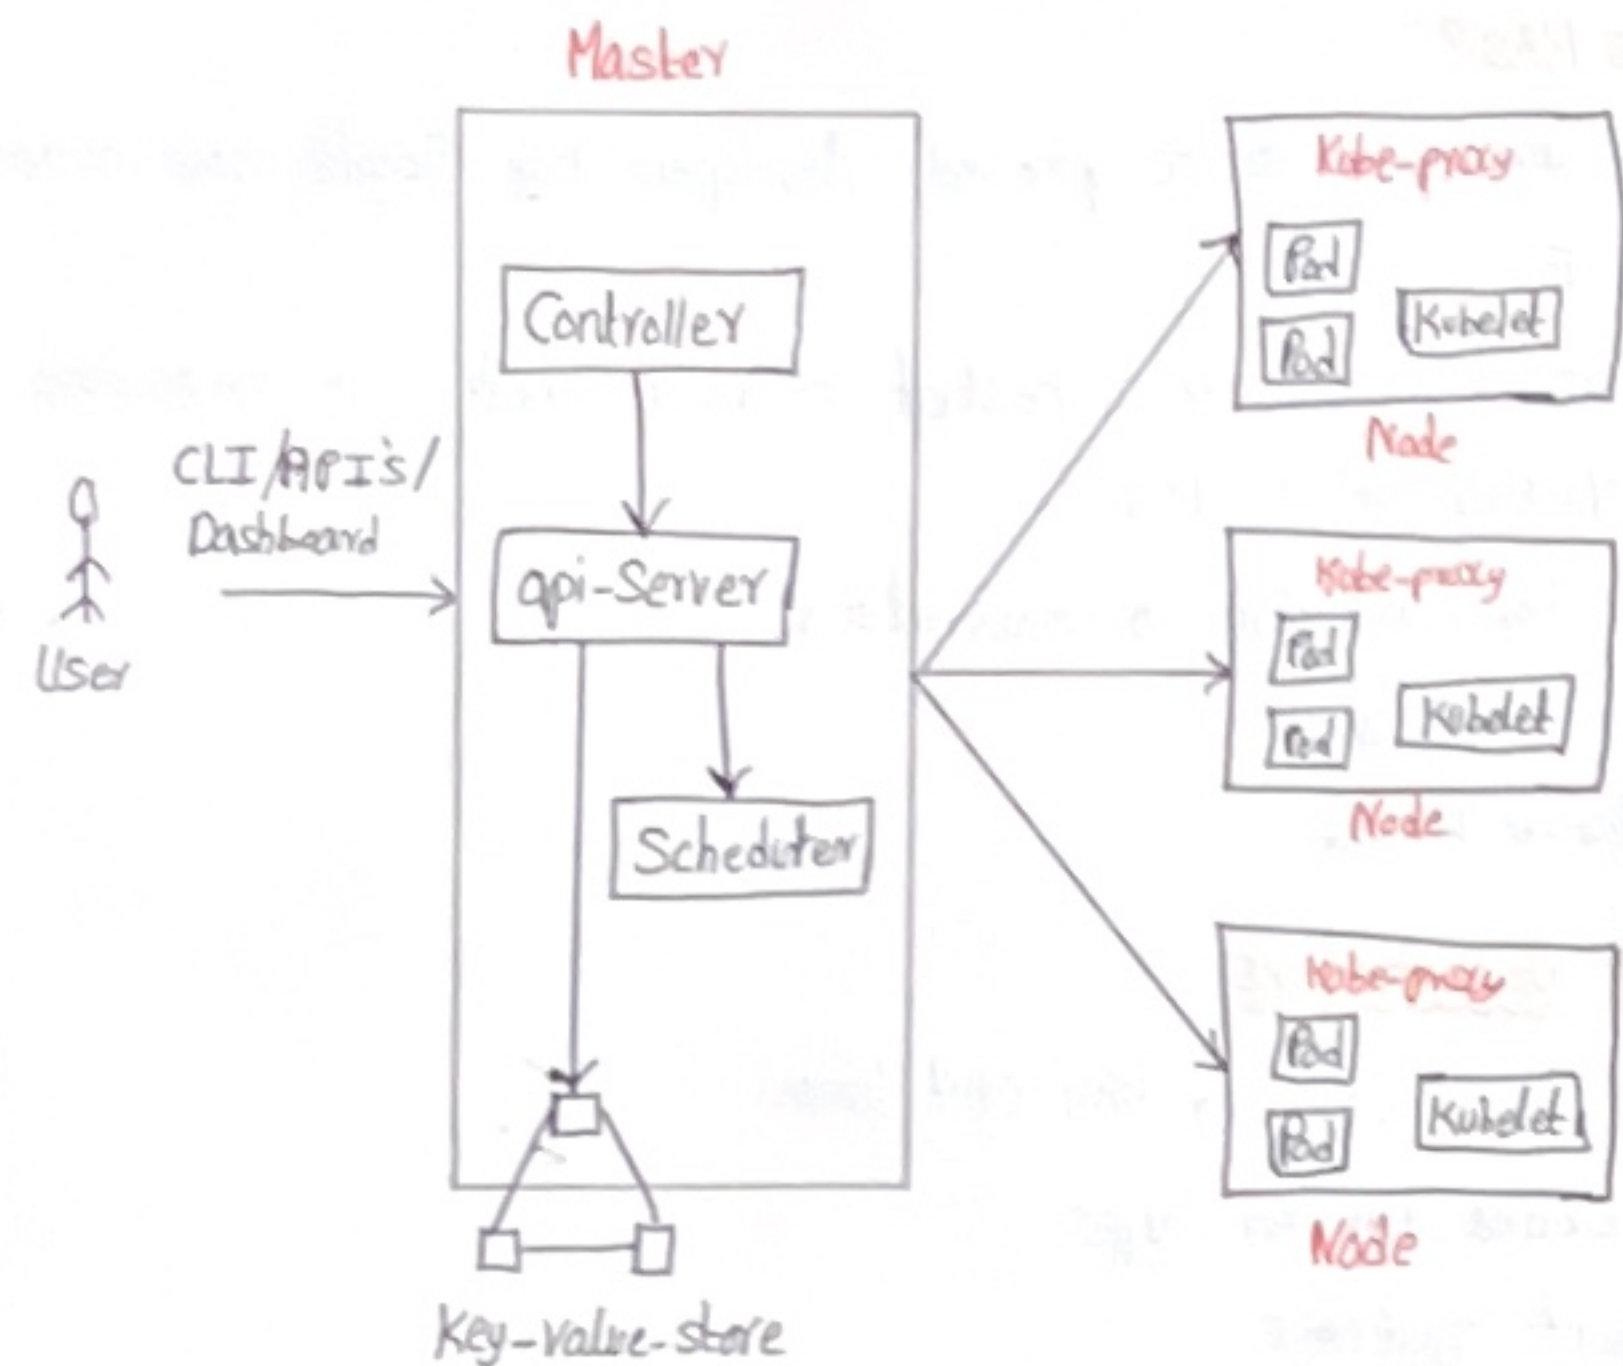 Master
Controller
api-Server
Scheduler
CLI/API's/
Dashboard
User
Key-value-store
Kube-proxy
Pod
Pod
Kubelet
Node
Kube-proxy
Pod
Pod
Kubelet
Node
Kube-proxy
Pod
Pod
Kubelet
Node